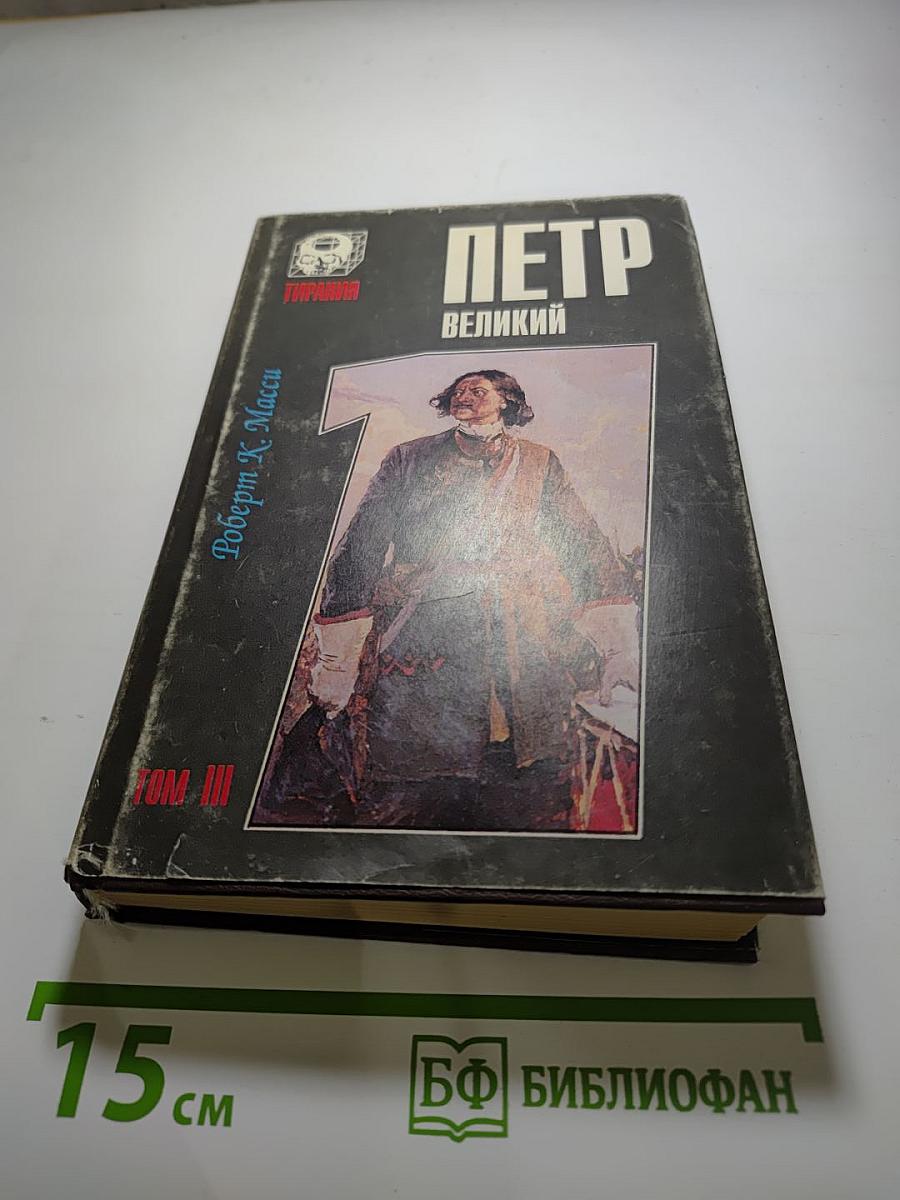 ТИРАНИЯ
ПЕТР
ВЕЛИКИЙ
Роберт К. Масси
ТОМ III
15 см
БФ БИБЛИОФАН